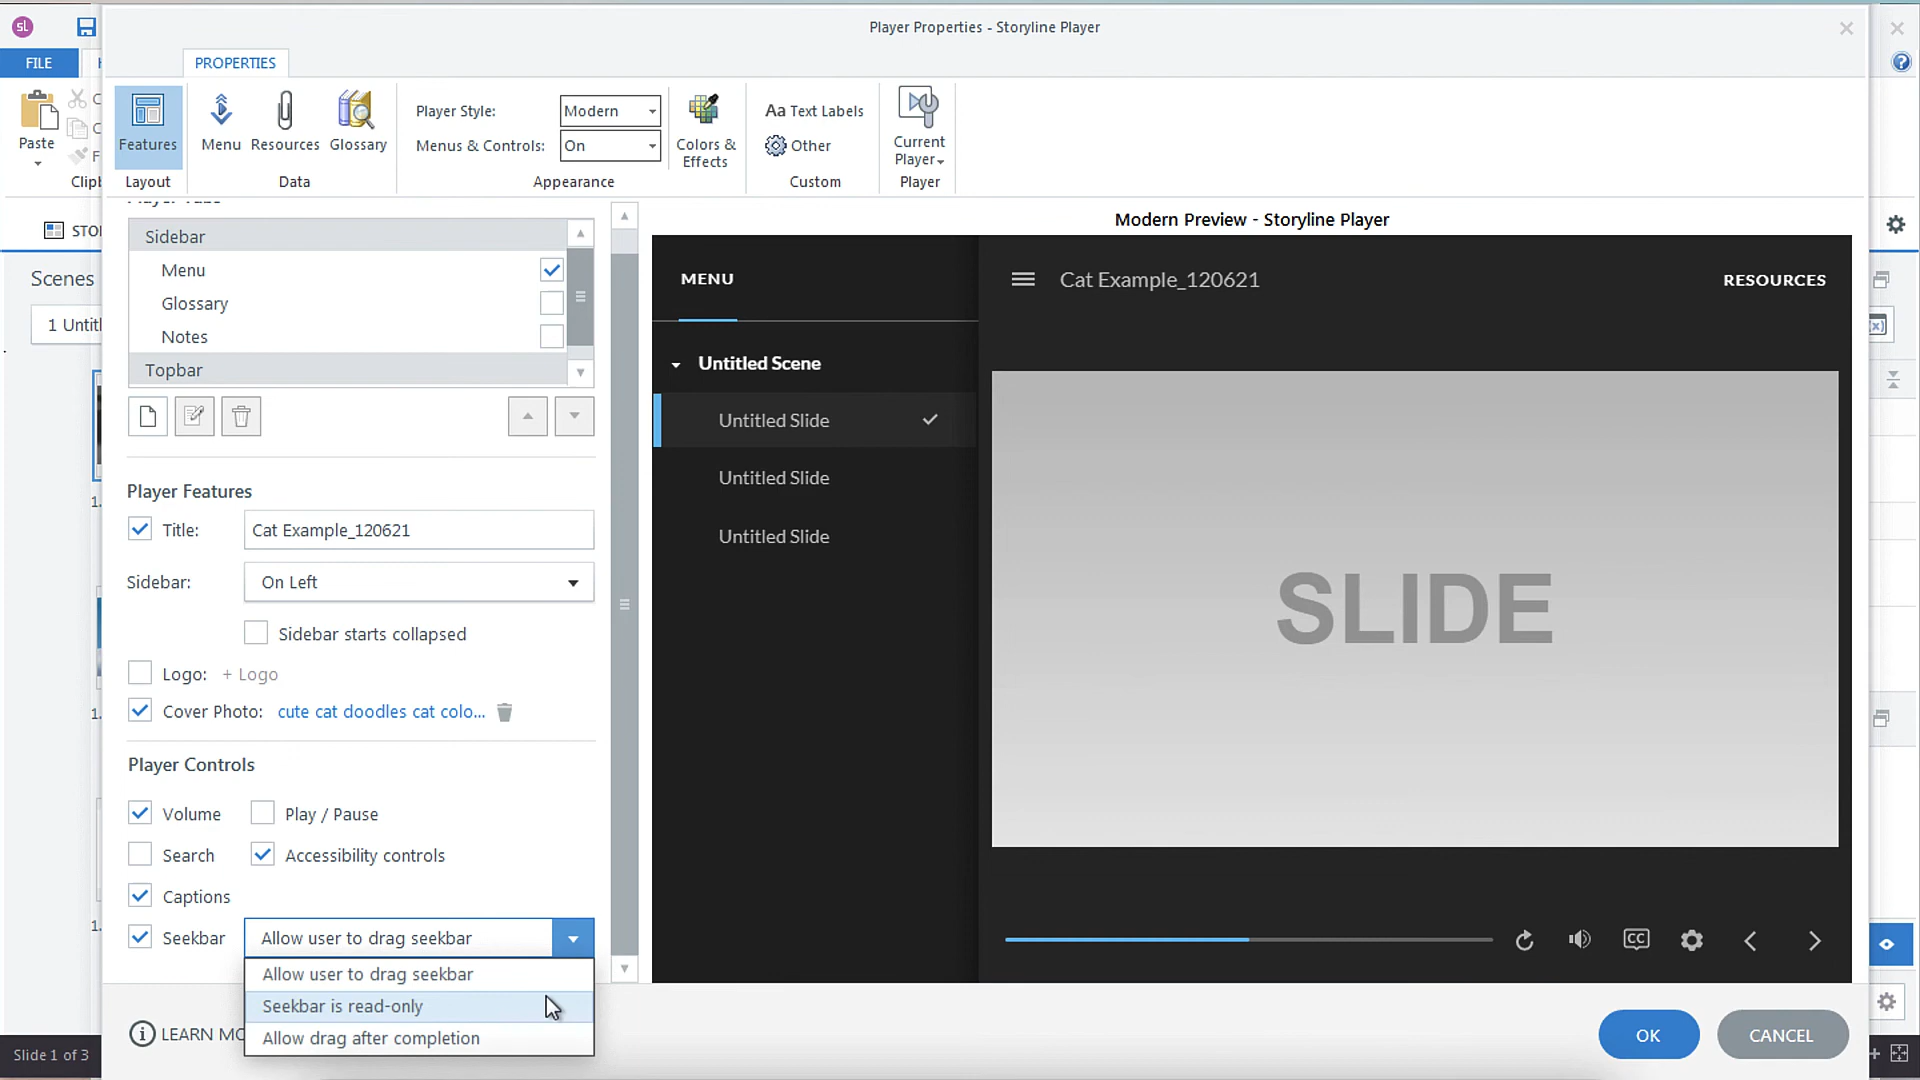 sL
Player Properties - Storyline Player
FILE
PROPERTIES
Paste
Features
Menu
Resources
Glossary
Player Style:
Modern
Menus & Controls:
On
Colors &
Effects
Aa Text Labels
Other
Current
Player
Layout
Data
Appearance
Custom
Player
Modern Preview - Storyline Player
Scenes
Sidebar
Menu
Glossary
Notes
Topbar
Player Features
Title:
Cat Example_120621
Sidebar:
On Left
Sidebar starts collapsed
Logo:
+ Logo
Cover Photo:
cute cat doodles cat colo...
Player Controls
Volume
Play / Pause
Search
Accessibility controls
Captions
Seekbar
Allow user to drag seekbar
Allow user to drag seekbar
Seekbar is read-only
Allow drag after completion
MENU
Cat Example_120621
RESOURCES
Untitled Scene
Untitled Slide
Untitled Slide
Untitled Slide
SLIDE
CC
LEARN MO
OK
CANCEL
Slide 1 of 3